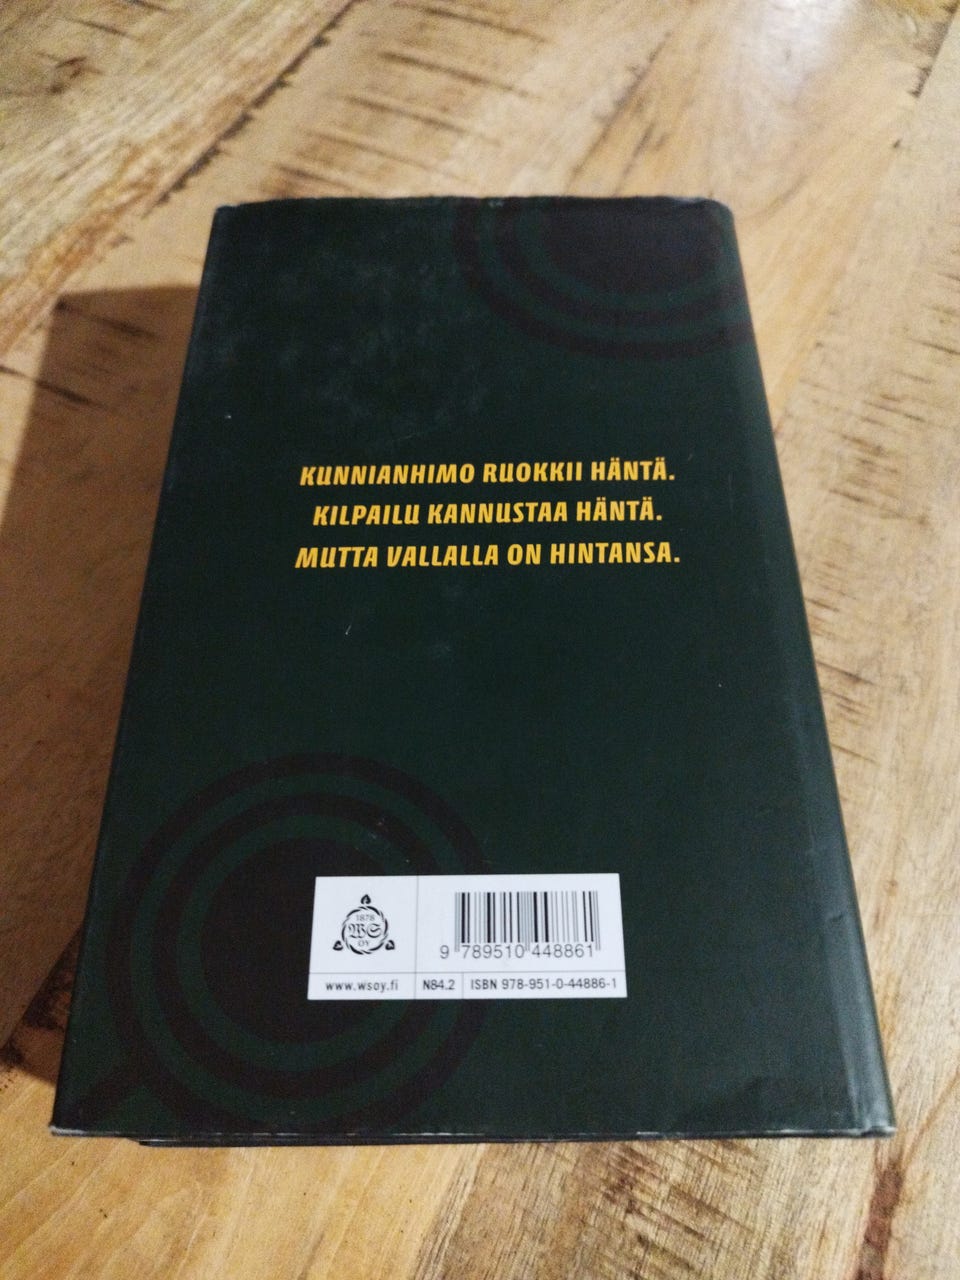 KUNNIANHIMO RUOKKII HÄNTÄ.
KILPAILU KANNUSTAA HÄNTÄ.
MUTTA VALLALLA ON HINTANSA.
1878
WS
OY
9 789510 448861
www.wsoy.fi N84.2 ISBN 978-951-0-44886-1